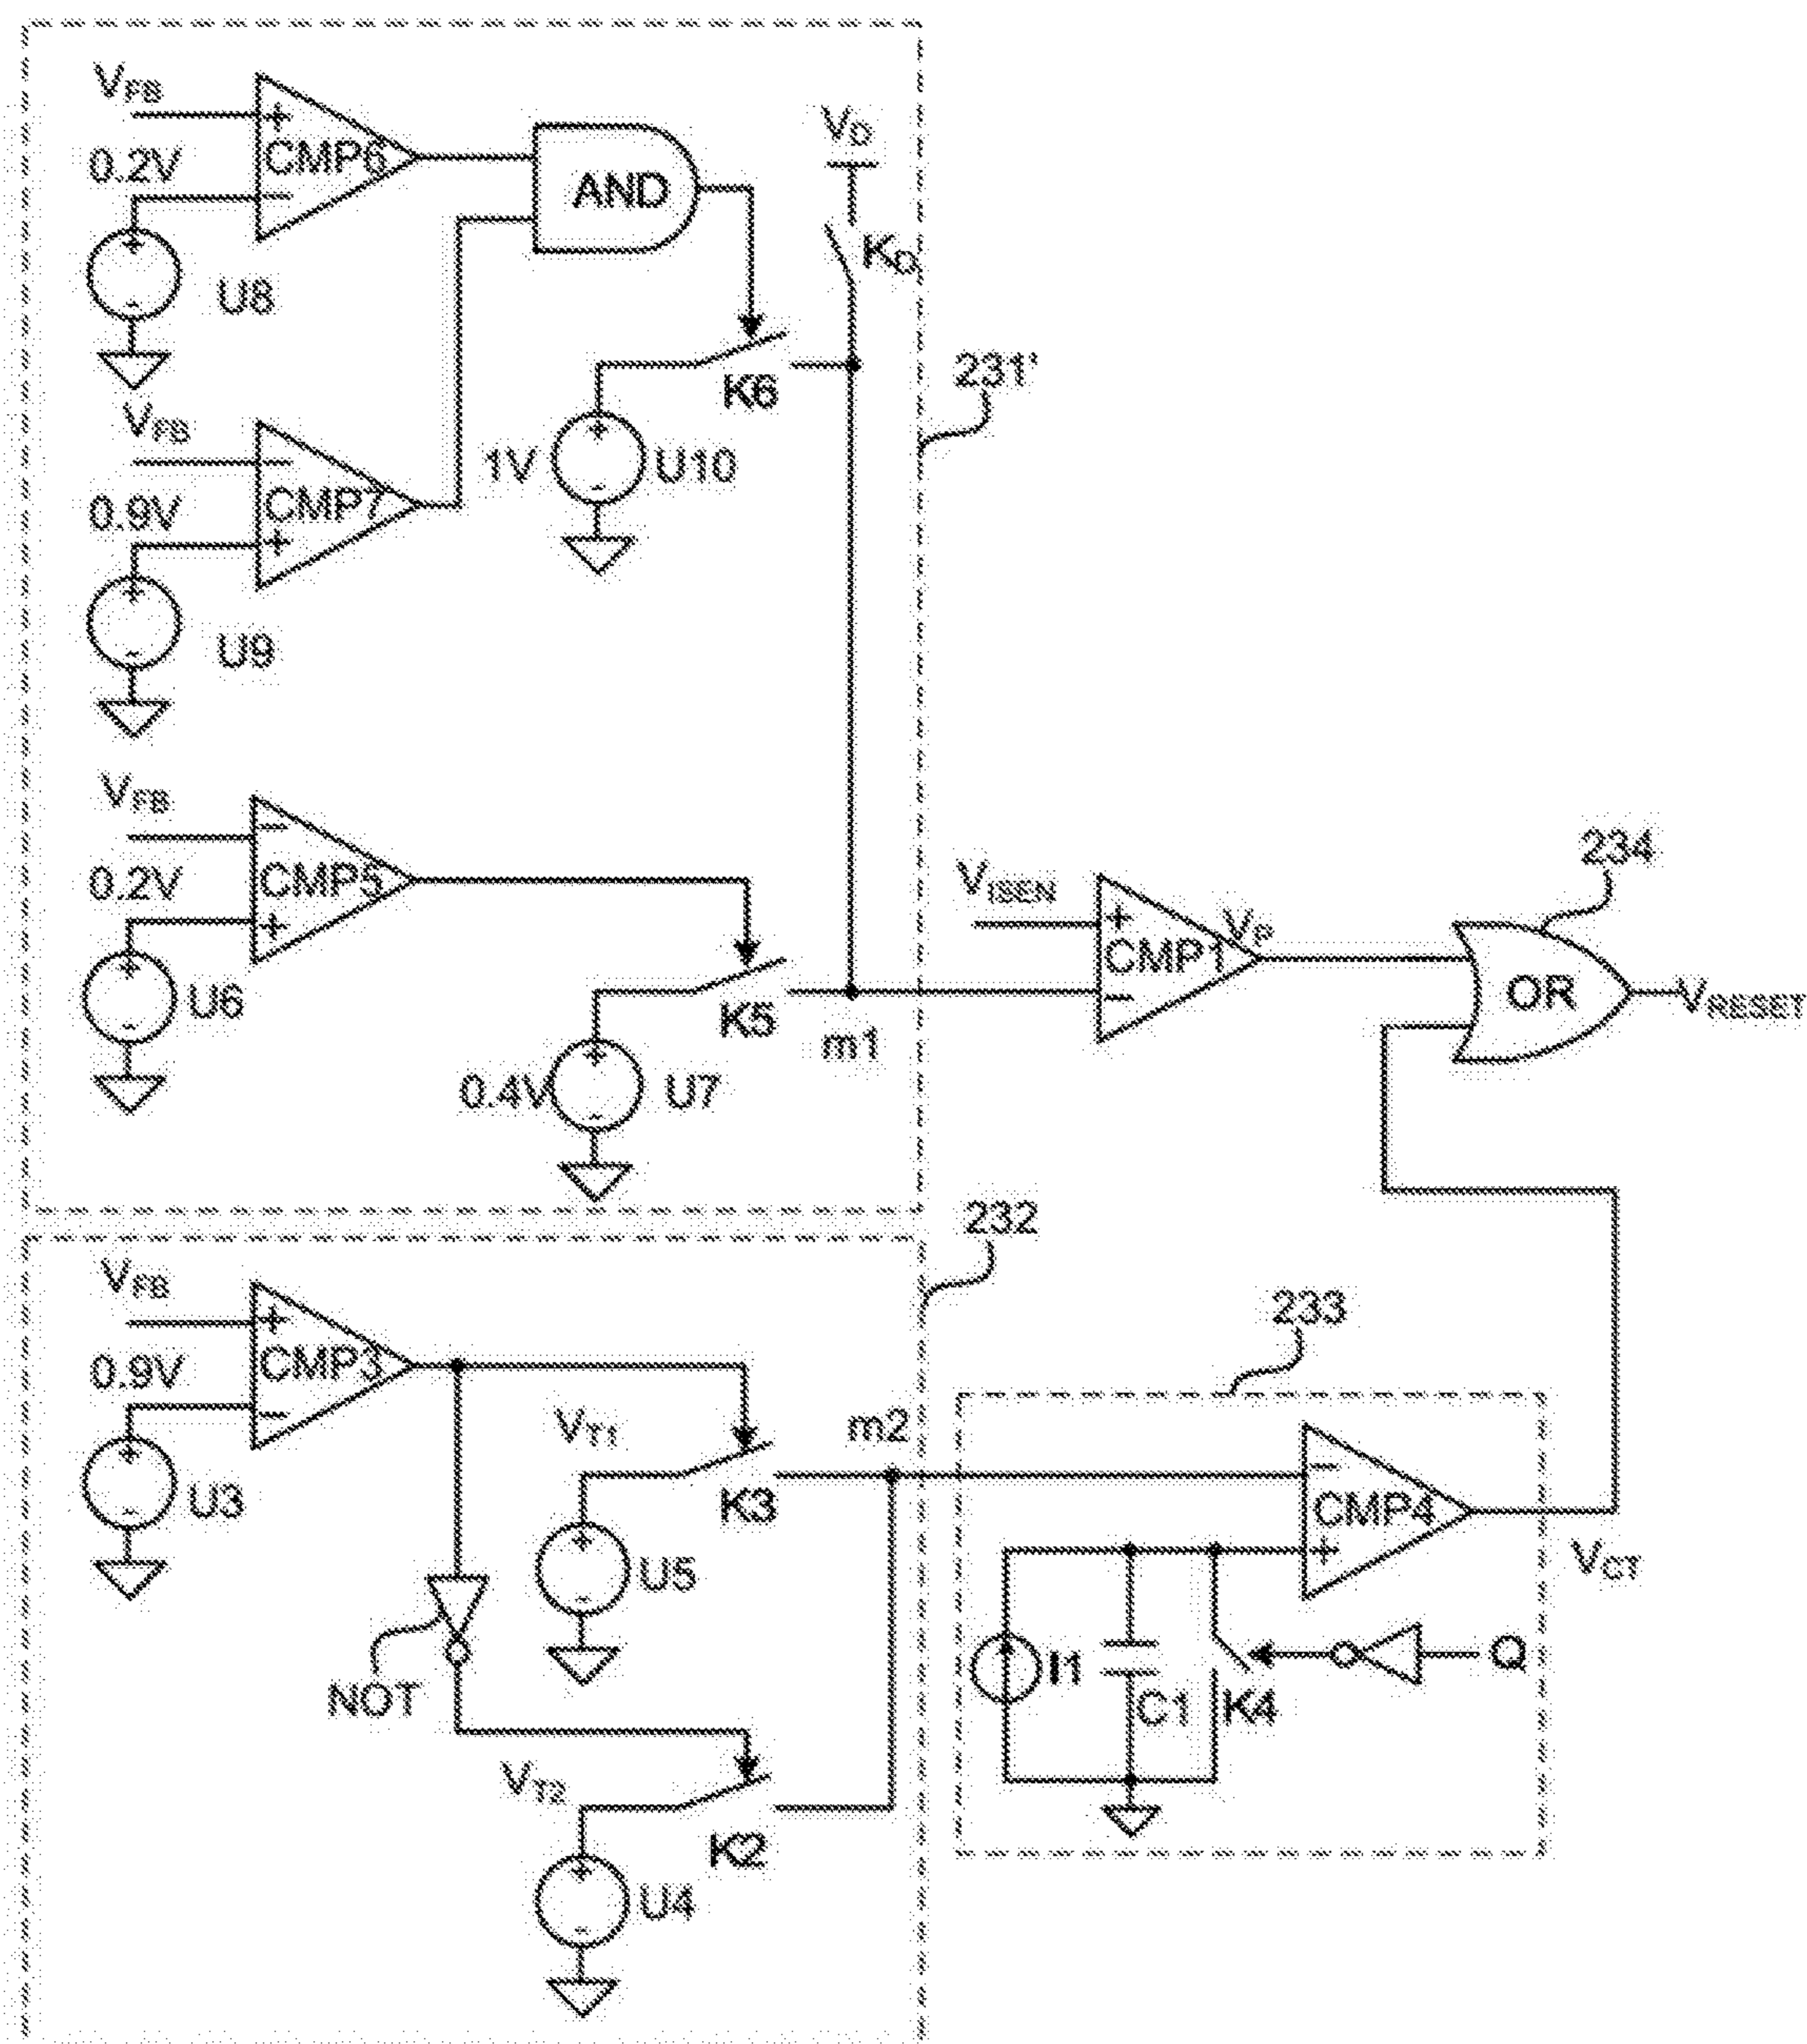 VFB
0.2V
CMP6
+
−
U8
AND
VD
KD
K6
231'
VFB
0.9V
CMP7
−
+
U9
1V
U10
VFB
0.2V
CMP5
−
+
U6
K5
m1
0.4V
U7
VISEN
CMP1
+
−
VP
234
OR
VRESET
232
VFB
0.9V
CMP3
+
−
U3
VT1
K3
m2
U5
NOT
VT2
K2
U4
233
CMP4
−
+
VCT
I1
C1
K4
Q